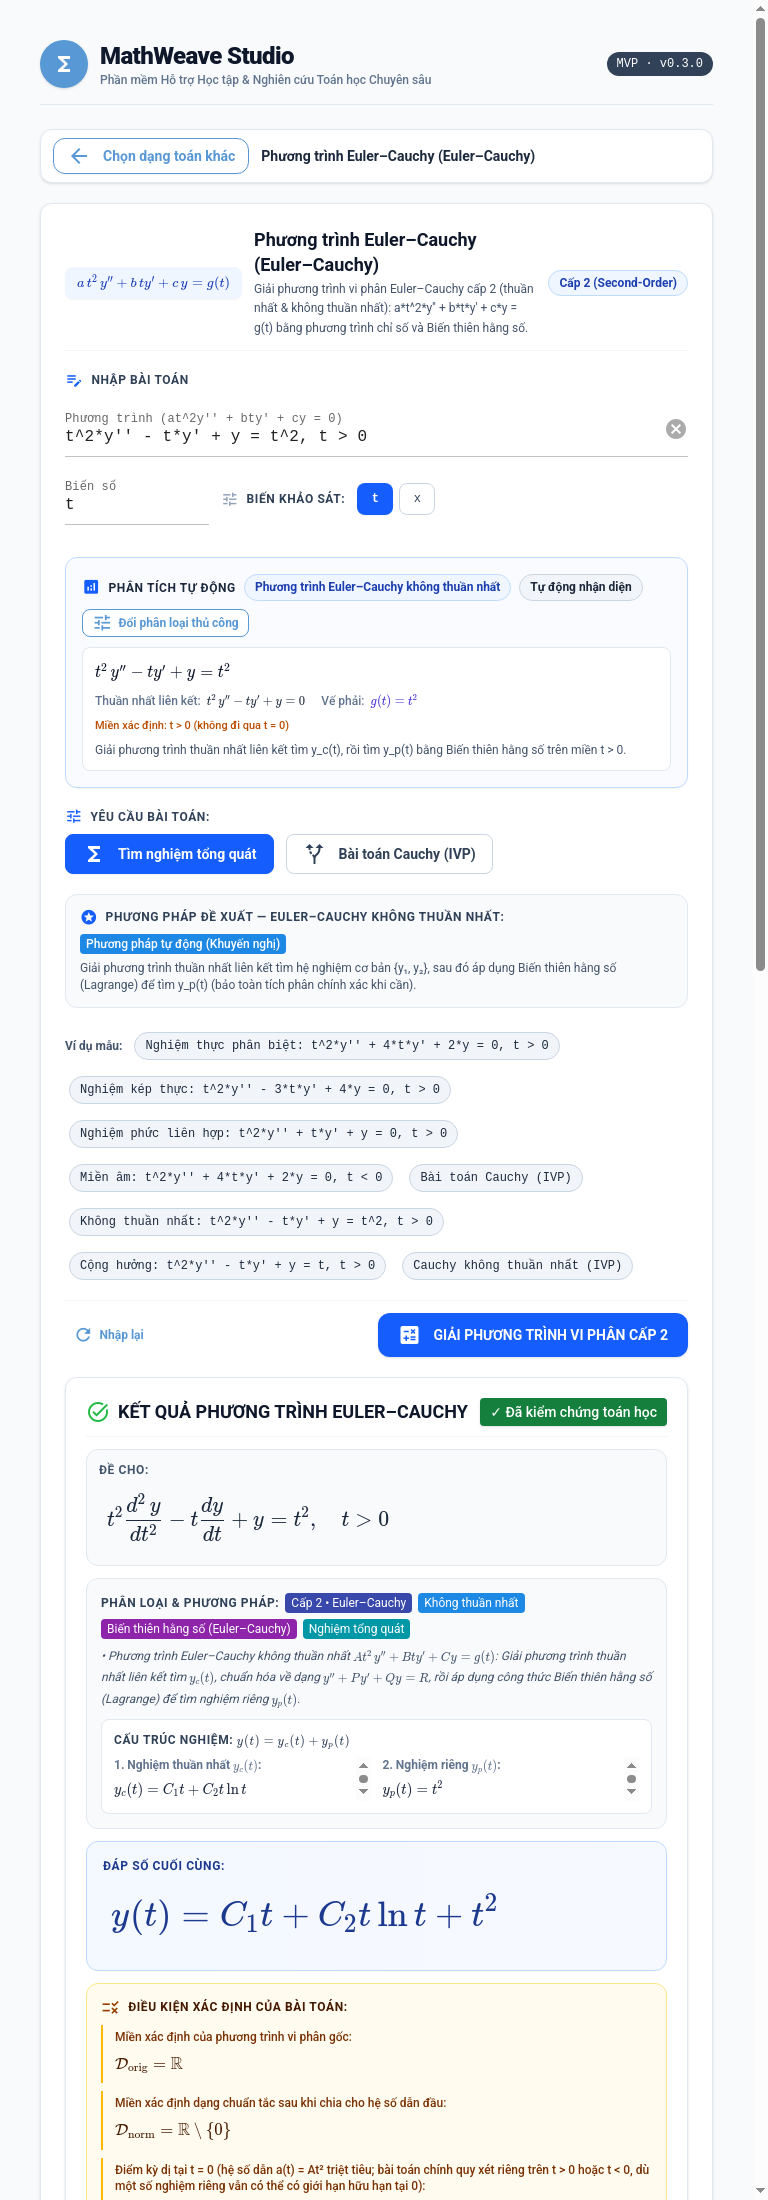 Σ
MathWeave Studio
Phần mềm Hỗ trợ Học tập & Nghiên cứu Toán học Chuyên sâu
MVP · v0.3.0
Chọn dạng toán khác
Phương trình Euler–Cauchy (Euler–Cauchy)
a t² y″ + b ty′ + c y = g(t)
Phương trình Euler–Cauchy
(Euler–Cauchy)
Giải phương trình vi phân Euler–Cauchy cấp 2 (thuần
nhất & không thuần nhất): a*t^2*y'' + b*t*y' + c*y =
g(t) bằng phương trình chỉ số và Biến thiên hằng số.
Cấp 2 (Second-Order)
NHẬP BÀI TOÁN
Phương trình (at^2y'' + bty' + cy = 0)
t^2*y'' - t*y' + y = t^2, t > 0
Biến số
t
BIẾN KHẢO SÁT:
t
x
PHÂN TÍCH TỰ ĐỘNG
Phương trình Euler–Cauchy không thuần nhất
Tự động nhận diện
Đổi phân loại thủ công
t² y″ − ty′ + y = t²
Thuần nhất liên kết: t² y″ − ty′ + y = 0 Vế phải: g(t) = t²
Miền xác định: t > 0 (không đi qua t = 0)
Giải phương trình thuần nhất liên kết tìm y_c(t), rồi tìm y_p(t) bằng Biến thiên hằng số trên miền t > 0.
YÊU CẦU BÀI TOÁN:
Σ Tìm nghiệm tổng quát
Bài toán Cauchy (IVP)
PHƯƠNG PHÁP ĐỀ XUẤT — EULER–CAUCHY KHÔNG THUẦN NHẤT:
Phương pháp tự động (Khuyến nghị)
Giải phương trình thuần nhất liên kết tìm hệ nghiệm cơ bản {y₁, y₂}, sau đó áp dụng Biến thiên hằng số
(Lagrange) để tìm y_p(t) (bảo toàn tích phân chính xác khi cần).
Ví dụ mẫu:
Nghiệm thực phân biệt: t^2*y'' + 4*t*y' + 2*y = 0, t > 0
Nghiệm kép thực: t^2*y'' - 3*t*y' + 4*y = 0, t > 0
Nghiệm phức liên hợp: t^2*y'' + t*y' + y = 0, t > 0
Miền âm: t^2*y'' + 4*t*y' + 2*y = 0, t < 0
Bài toán Cauchy (IVP)
Không thuần nhất: t^2*y'' - t*y' + y = t^2, t > 0
Cộng hưởng: t^2*y'' - t*y' + y = t, t > 0
Cauchy không thuần nhất (IVP)
Nhập lại
GIẢI PHƯƠNG TRÌNH VI PHÂN CẤP 2
KẾT QUẢ PHƯƠNG TRÌNH EULER–CAUCHY
✓ Đã kiểm chứng toán học
ĐỀ CHO:
t² d² y/dt² − t dy/dt + y = t², t > 0
PHÂN LOẠI & PHƯƠNG PHÁP:
Cấp 2 • Euler–Cauchy
Không thuần nhất
Biến thiên hằng số (Euler–Cauchy)
Nghiệm tổng quát
• Phương trình Euler–Cauchy không thuần nhất At² y″ + Bty′ + Cy = g(t): Giải phương trình thuần
nhất liên kết tìm y_c(t), chuẩn hóa về dạng y″ + Py′ + Qy = R, rồi áp dụng công thức Biến thiên hằng số
(Lagrange) để tìm nghiệm riêng y_p(t).
CẤU TRÚC NGHIỆM: y(t) = y_c(t) + y_p(t)
1. Nghiệm thuần nhất y_c(t):
y_c(t) = C₁t + C₂t ln t
2. Nghiệm riêng y_p(t):
y_p(t) = t²
ĐÁP SỐ CUỐI CÙNG:
y(t) = C₁t + C₂t ln t + t²
ĐIỀU KIỆN XÁC ĐỊNH CỦA BÀI TOÁN:
Miền xác định của phương trình vi phân gốc:
𝒟_orig = ℝ
Miền xác định dạng chuẩn tắc sau khi chia cho hệ số dẫn đầu:
𝒟_norm = ℝ \ {0}
Điểm kỳ dị tại t = 0 (hệ số dẫn a(t) = At² triệt tiêu; bài toán chính quy xét riêng trên t > 0 hoặc t < 0, dù
một số nghiệm riêng vẫn có thể có giới hạn hữu hạn tại 0):